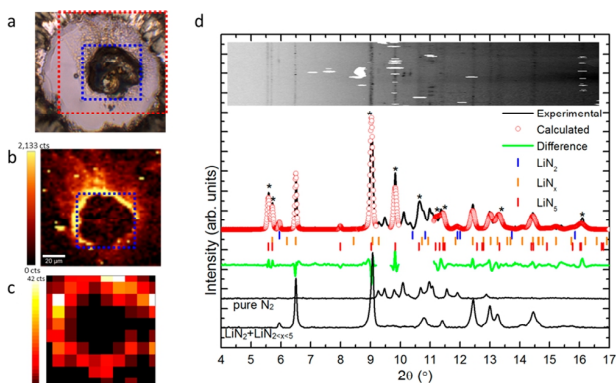 a
2,133 cts
b
0 cts
20 µm
42 cts
c
d
Intensity (arb. units)
* * * * * * * * *
Experimental
Calculated
Difference
LiN₂
LiNₓ
LiN₅
pure N₂
LiN₂+LiN₂<ₓ<₅
4 5 6 7 8 9 10 11 12 13 14 15 16 17
2θ (°)